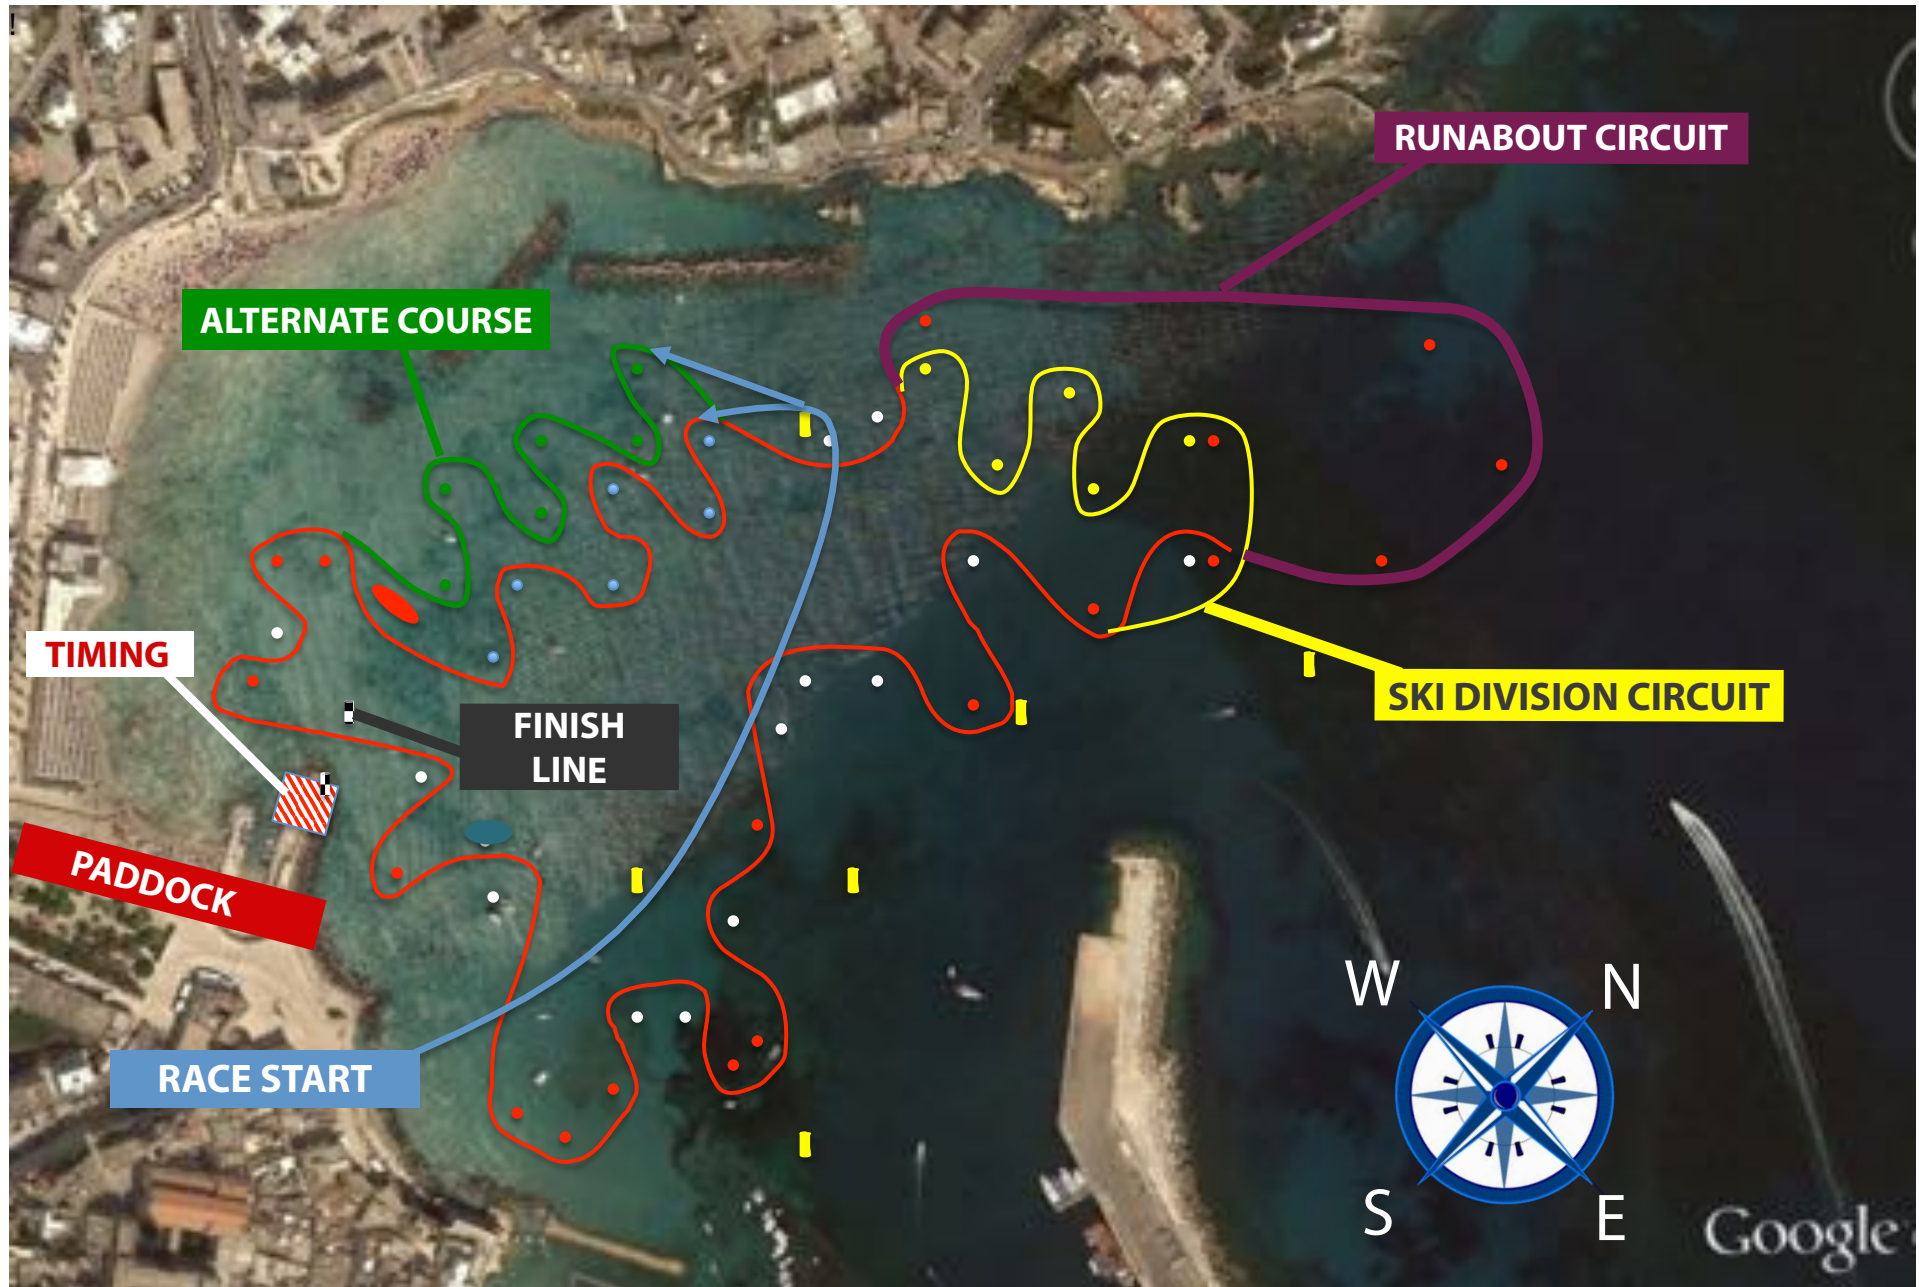 !
RUNABOUT CIRCUIT
ALTERNATE COURSE
TIMING
SKI DIVISION CIRCUIT
FINISH
LINE
PADDOCK
RACE START
W
N
S
E
Google